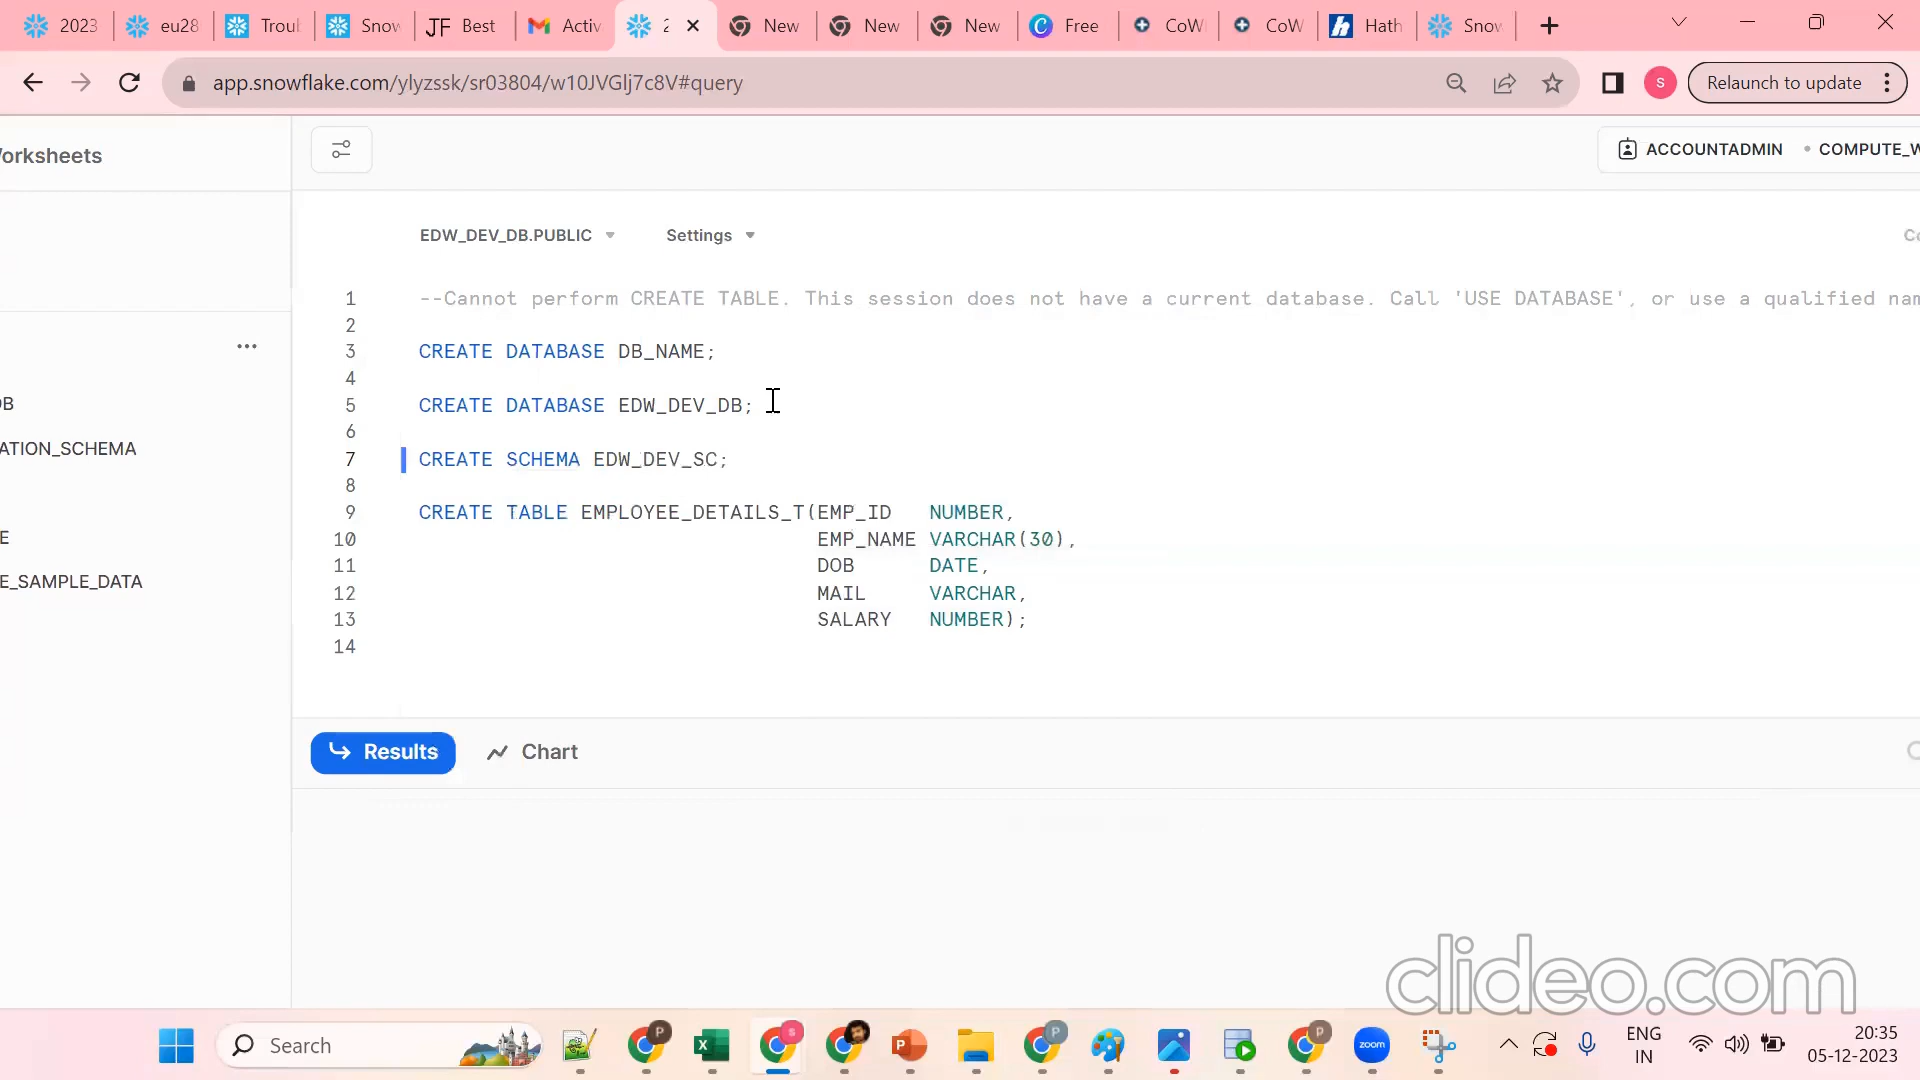 2023
eu28
Trou
Snow
JF Best
Activ
2
New
New
New
Free
CoW
CoW
Hath
Snow
app.snowflake.com/ylyzssk/sr03804/w10JVGlj7c8V#query
S
Relaunch to update
orksheets
ACCOUNTADMIN
COMPUTE_W
EDW_DEV_DB.PUBLIC
Settings
1 --Cannot perform CREATE TABLE. This session does not have a current database. Call 'USE DATABASE', or use a qualified nam
2
3 CREATE DATABASE DB_NAME;
4
B
5 CREATE DATABASE EDW_DEV_DB;
6
ATION_SCHEMA
7 CREATE SCHEMA EDW_DEV_SC;
8
9 CREATE TABLE EMPLOYEE_DETAILS_T(EMP_ID NUMBER,
E
10 EMP_NAME VARCHAR(30),
11 DOB DATE,
E_SAMPLE_DATA
12 MAIL VARCHAR,
13 SALARY NUMBER);
14
Results
Chart
clideo.com
Search
P
S
P
P
zoom
ENG
IN
20:35
05-12-2023